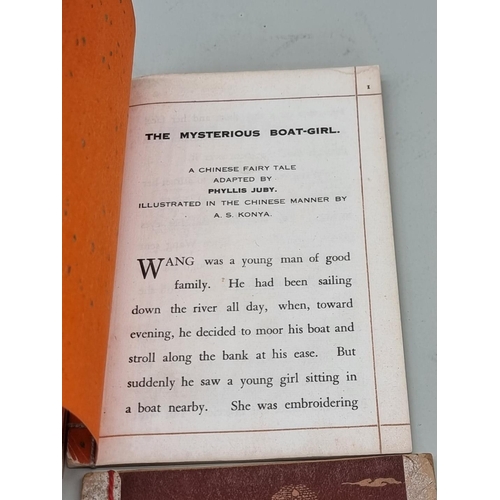 1
THE MYSTERIOUS BOAT-GIRL.
A CHINESE FAIRY TALE
ADAPTED BY
PHYLLIS JUBY.
ILLUSTRATED IN THE CHINESE MANNER BY
A. S. KONYA.
WANG was a young man of good
family. He had been sailing
down the river all day, when, toward
evening, he decided to moor his boat and
stroll along the bank at his ease. But
suddenly he saw a young girl sitting in
a boat nearby. She was embroidering